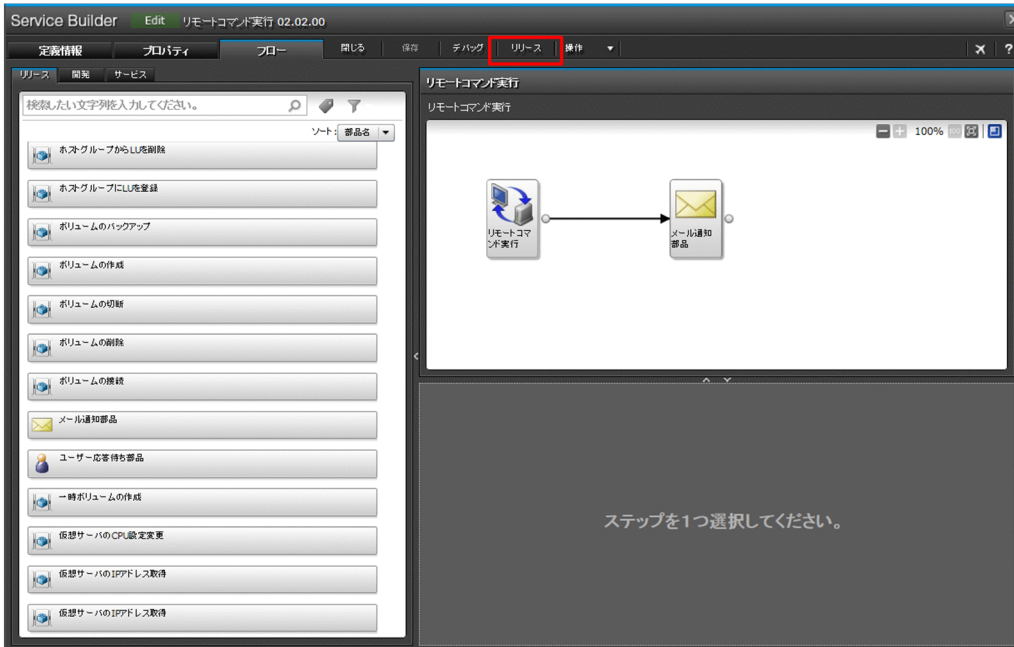 Service Builder Edit リモートコマンド実行 02.02.00
定義情報 プロパティ フロー 閉じる 保存 デバッグ リリース 操作
リリース 開発 サービス
検索したい文字列を入力してください。
ソート: 部品名
ホストグループからLUを削除
ホストグループにLUを登録
ボリュームのバックアップ
ボリュームの作成
ボリュームの切断
ボリュームの削除
ボリュームの接続
メール通知部品
ユーザー応答待ち部品
一時ボリュームの作成
仮想サーバのCPU設定変更
仮想サーバのIPアドレス取得
仮想サーバのIPアドレス取得
リモートコマンド実行
リモートコマンド実行
100%
リモートコマ
ンド実行
メール通知
部品
ステップを1つ選択してください。